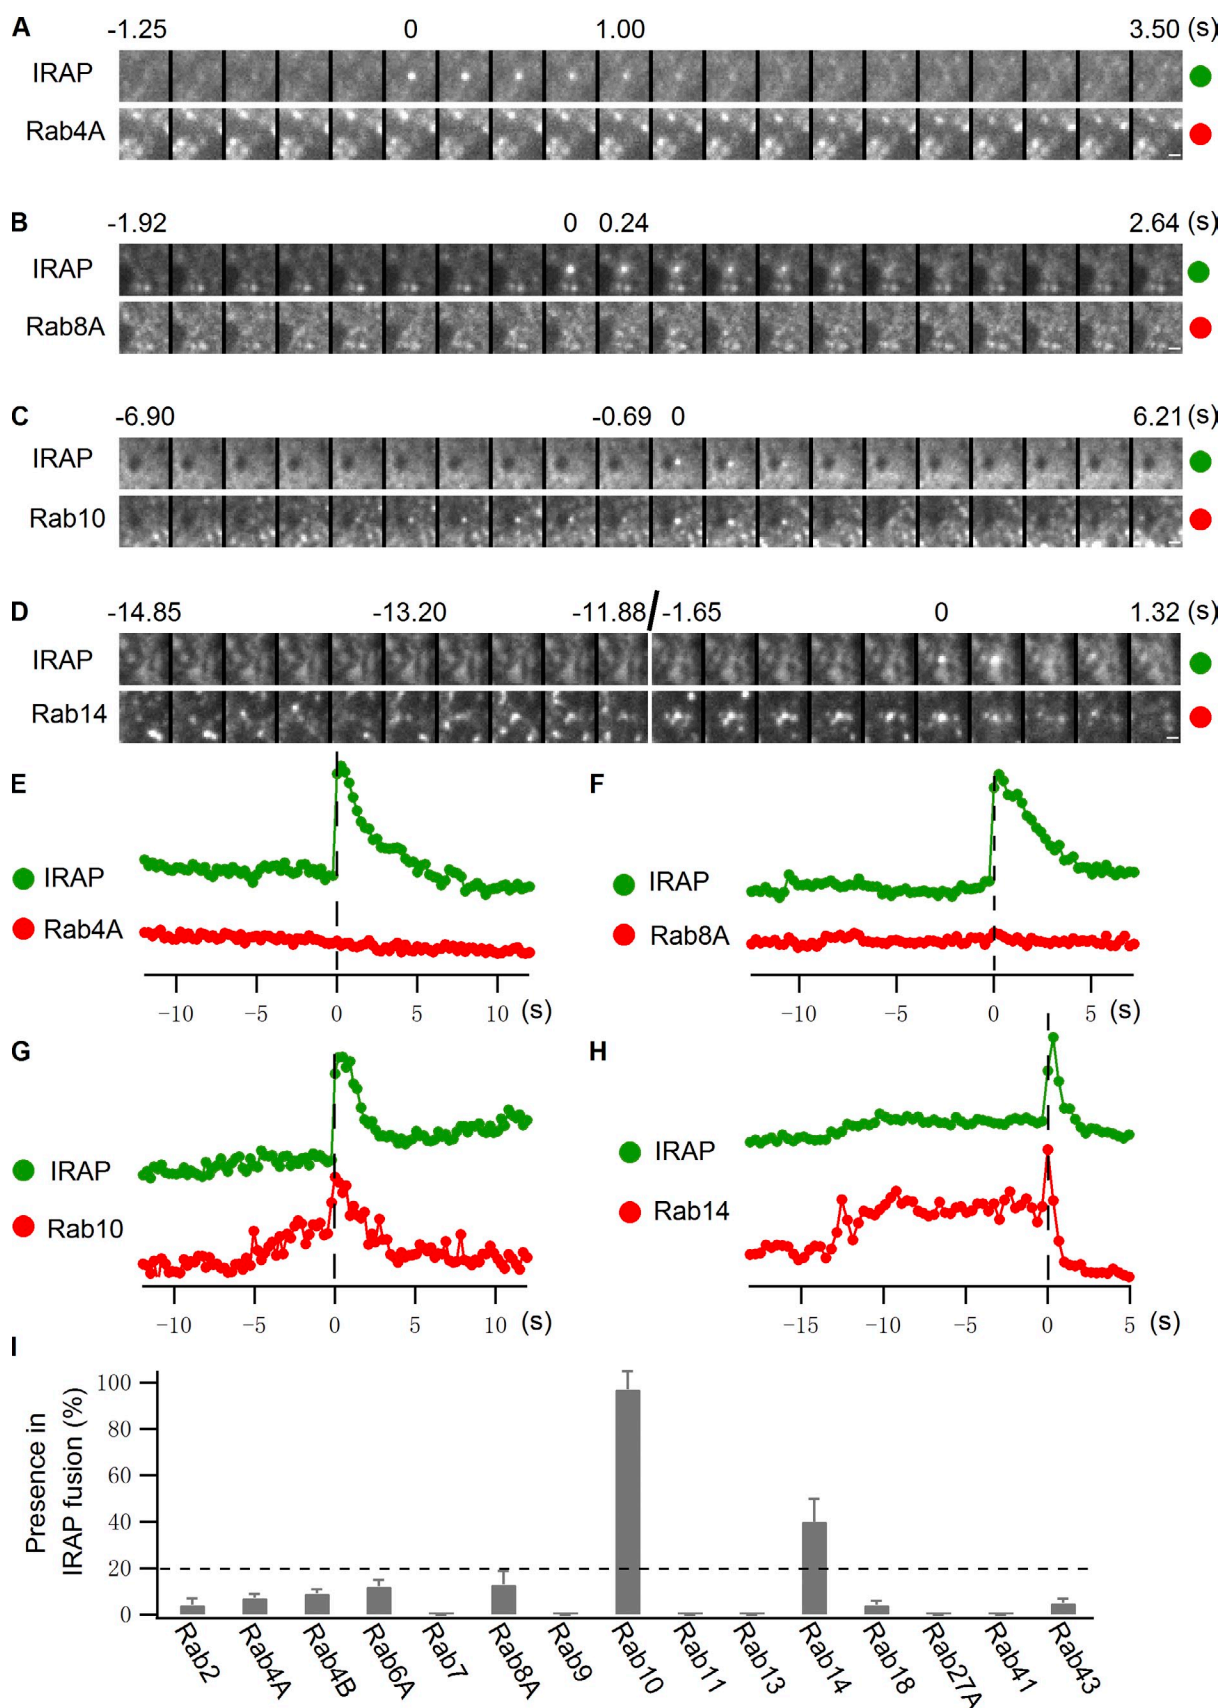 A
-1.25 0 1.00 3.50 (s)
IRAP
Rab4A
B
-1.92 0 0.24 2.64 (s)
IRAP
Rab8A
C
-6.90 -0.69 0 6.21 (s)
IRAP
Rab10
D
-14.85 -13.20 -11.88 / -1.65 0 1.32 (s)
IRAP
Rab14
E
IRAP
Rab4A
-10 -5 0 5 10 (s)
F
IRAP
Rab8A
-10 -5 0 5 (s)
G
IRAP
Rab10
-10 -5 0 5 10 (s)
H
IRAP
Rab14
-15 -10 -5 0 5 (s)
I
Presence in
IRAP fusion (%)
100
80
60
40
20
0
Rab2 Rab4A Rab4B Rab6A Rab7 Rab8A Rab9 Rab10 Rab11 Rab13 Rab14 Rab18 Rab27A Rab41 Rab43